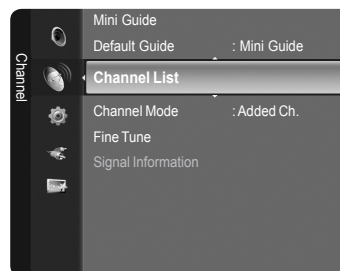 Channel
Mini Guide
Default Guide : Mini Guide
Channel List
Channel Mode : Added Ch.
Fine Tune
Signal Information